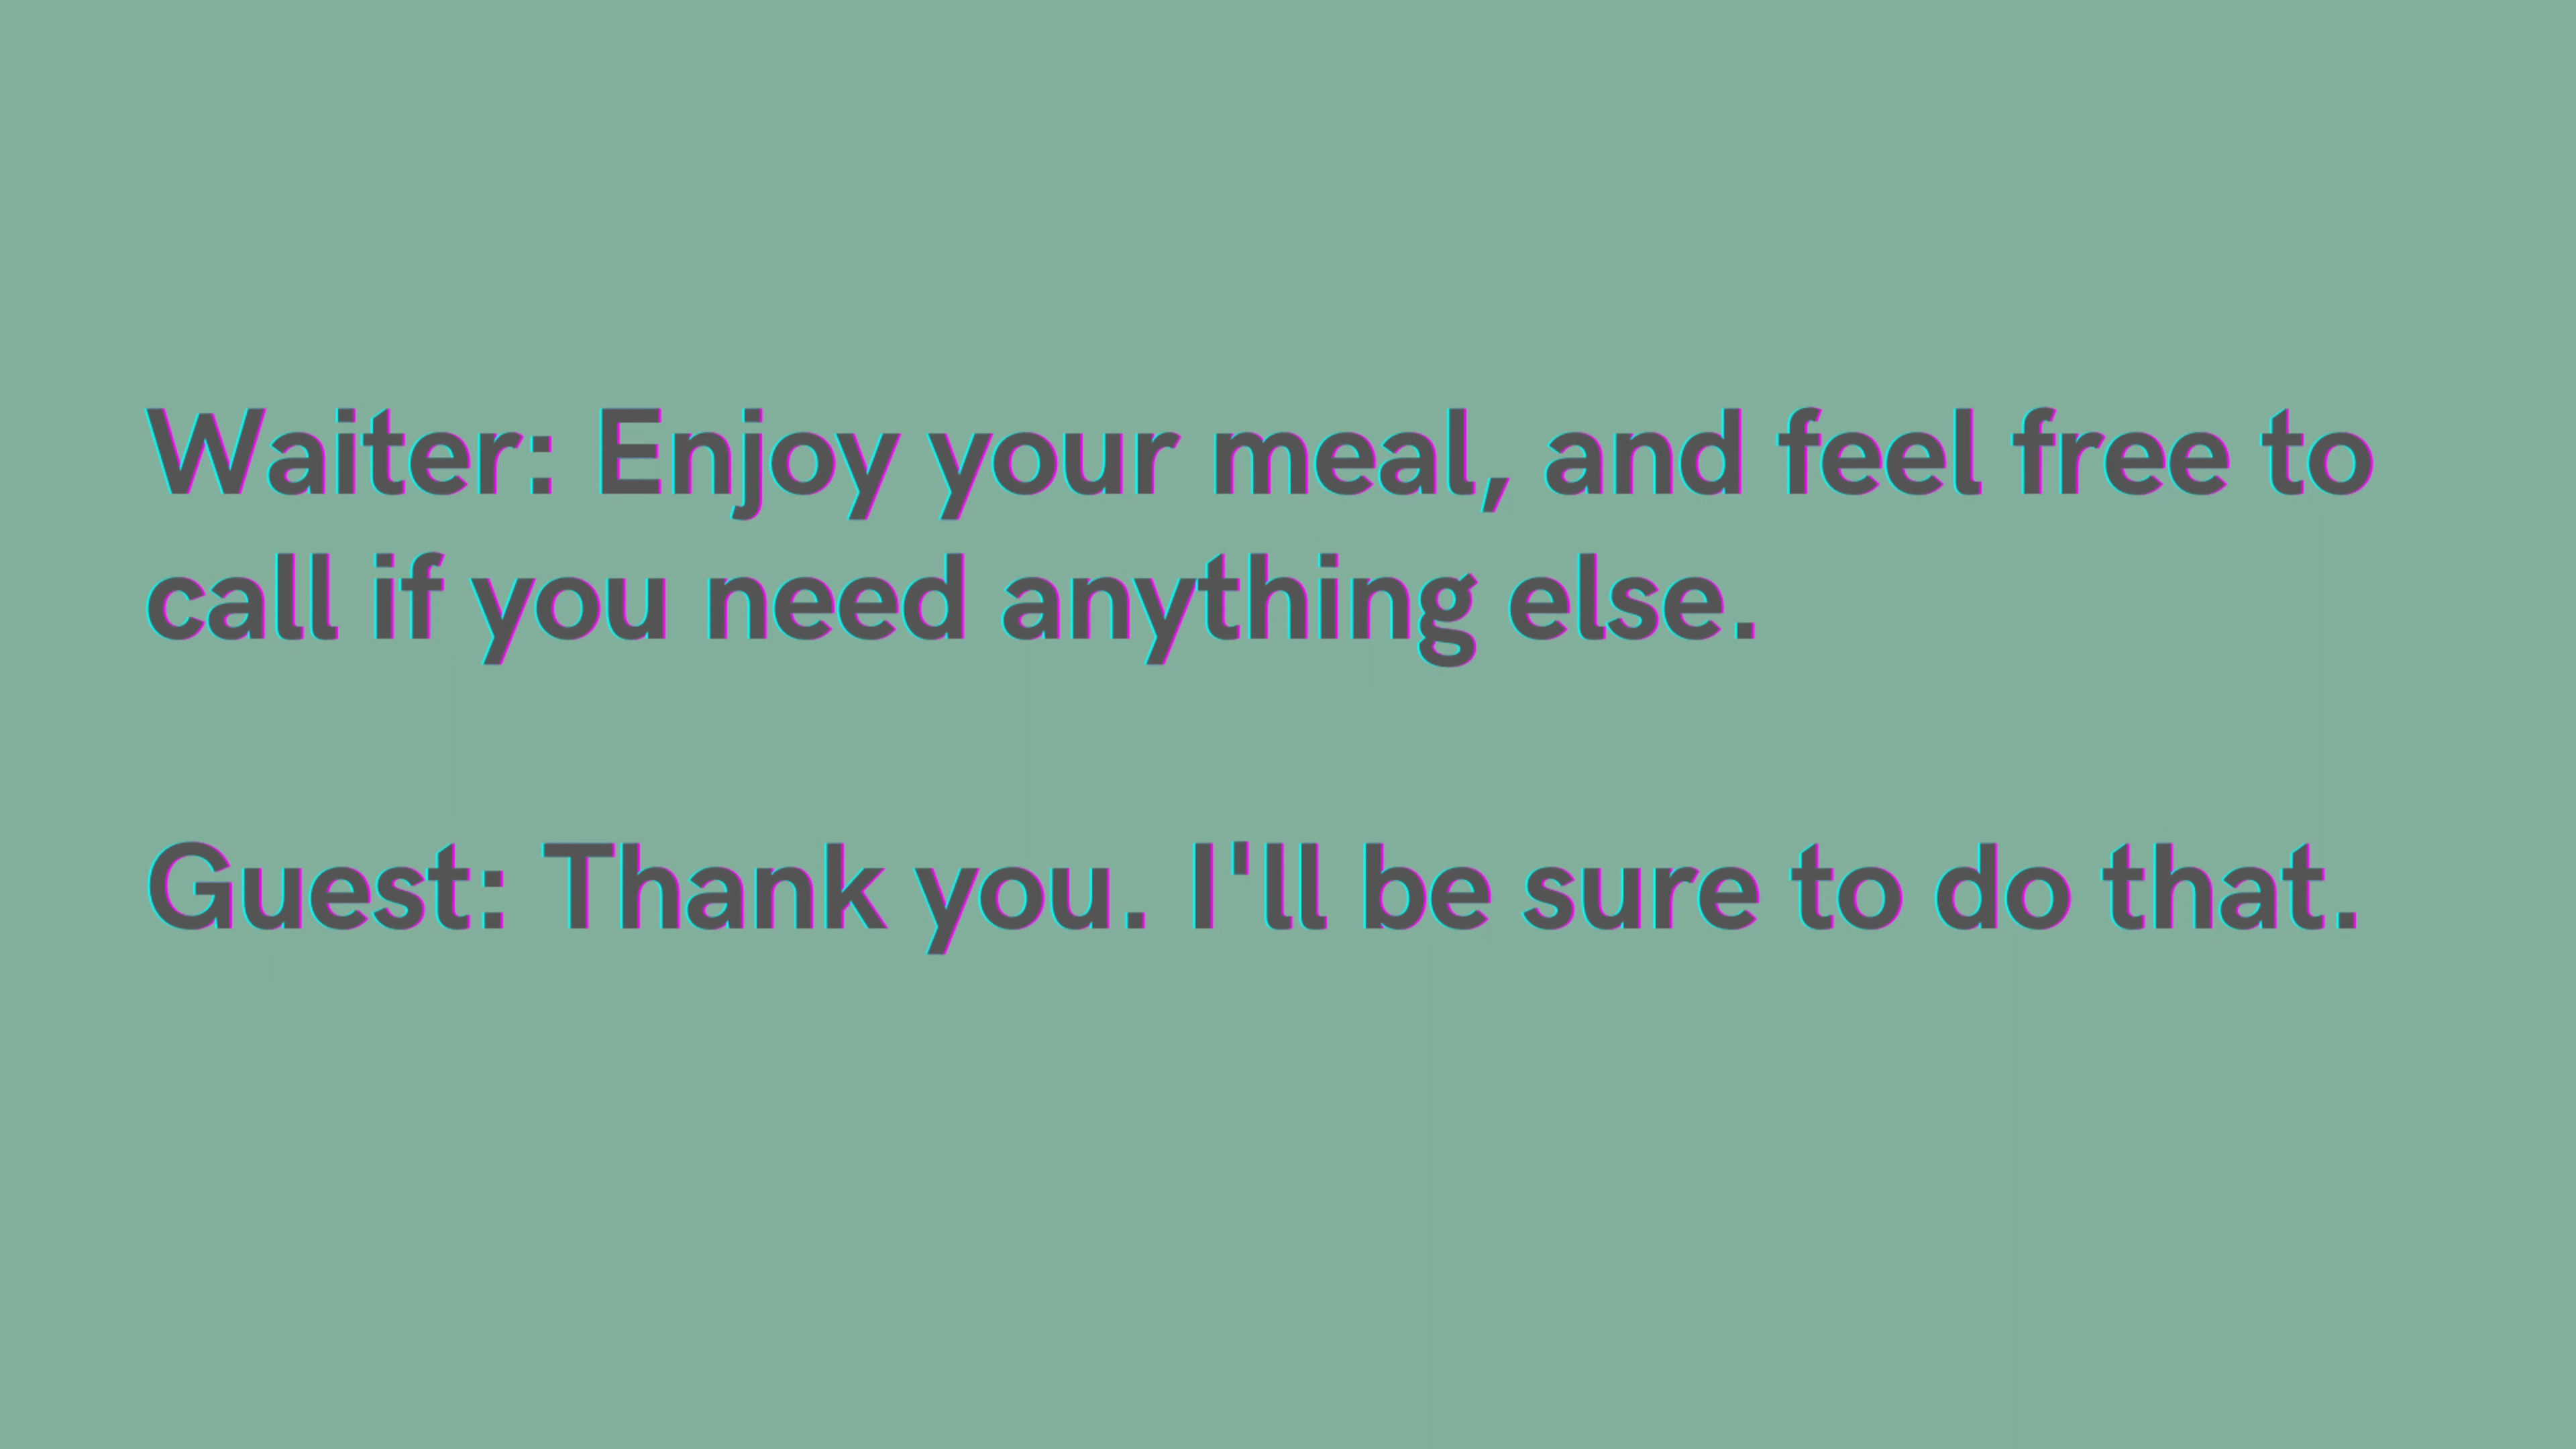 Waiter: Enjoy your meal, and feel free to
call if you need anything else.
Guest: Thank you. I'll be sure to do that.